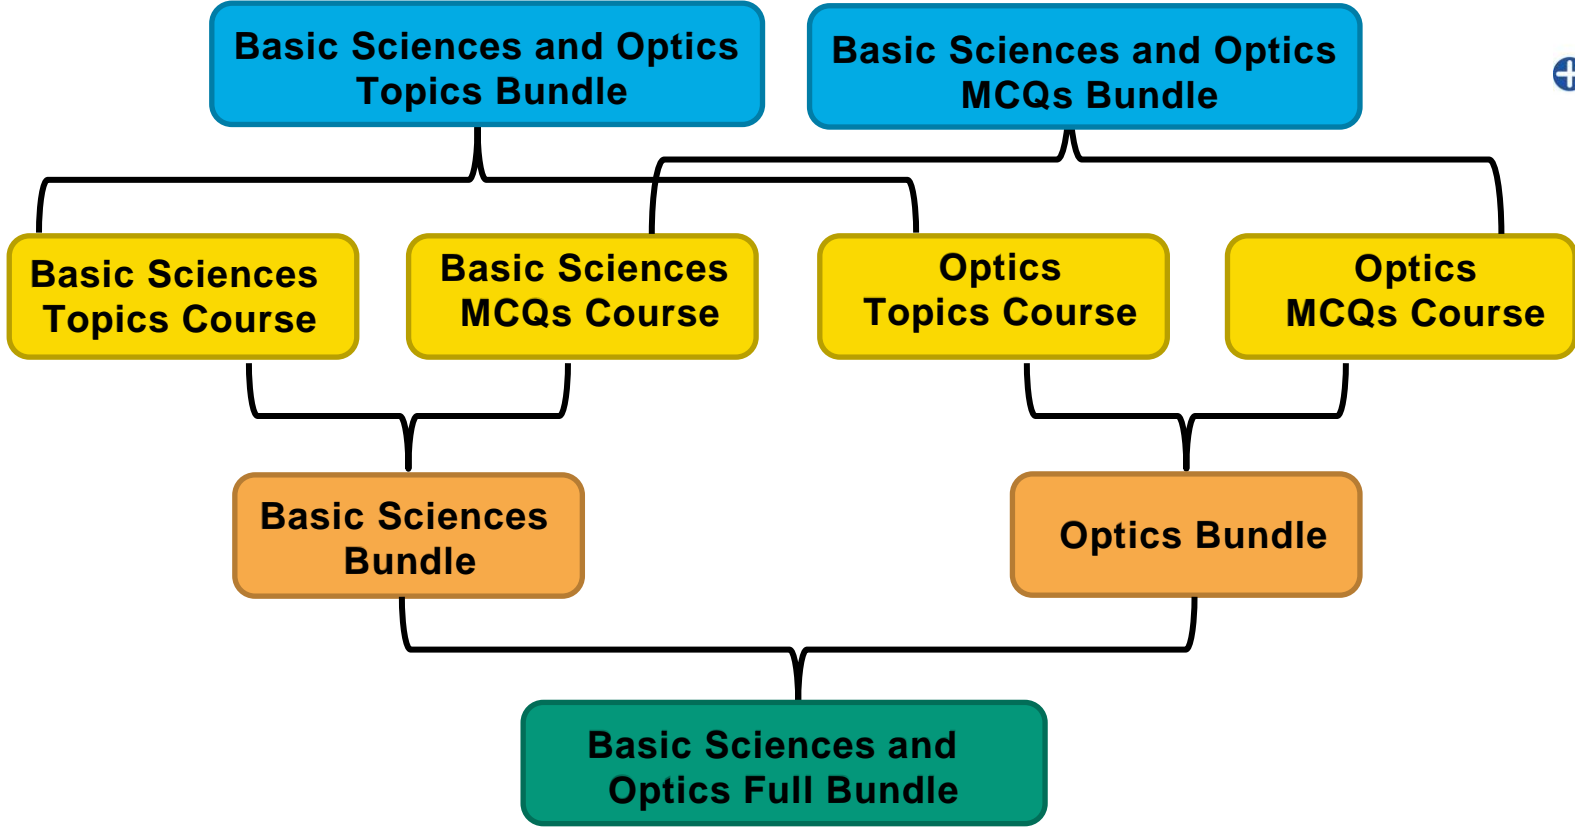 Basic Sciences and Optics
Topics Bundle
Basic Sciences and Optics
MCQs Bundle
Basic Sciences
Topics Course
Basic Sciences
MCQs Course
Optics
Topics Course
Optics
MCQs Course
Basic Sciences
Bundle
Optics Bundle
Basic Sciences and
Optics Full Bundle